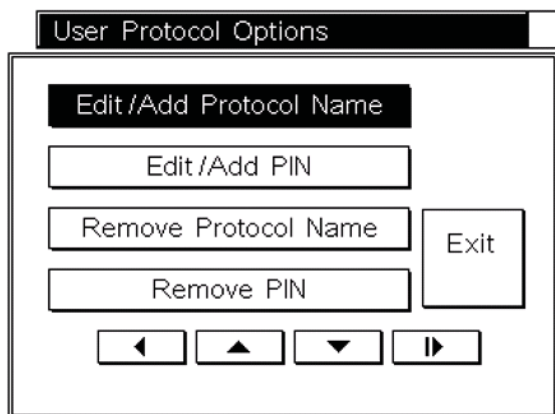 User Protocol Options
Edit/Add Protocol Name
Edit/Add PIN
Remove Protocol Name
Exit
Remove PIN